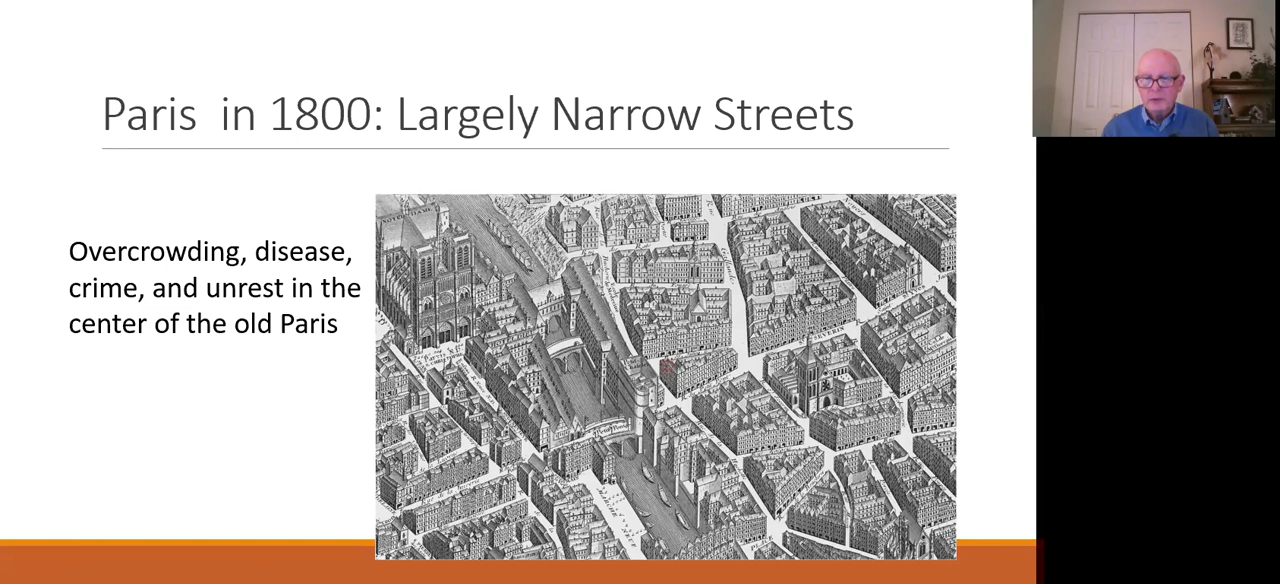 Paris  in 1800: Largely Narrow Streets
Overcrowding, disease,
crime, and unrest in the
center of the old Paris